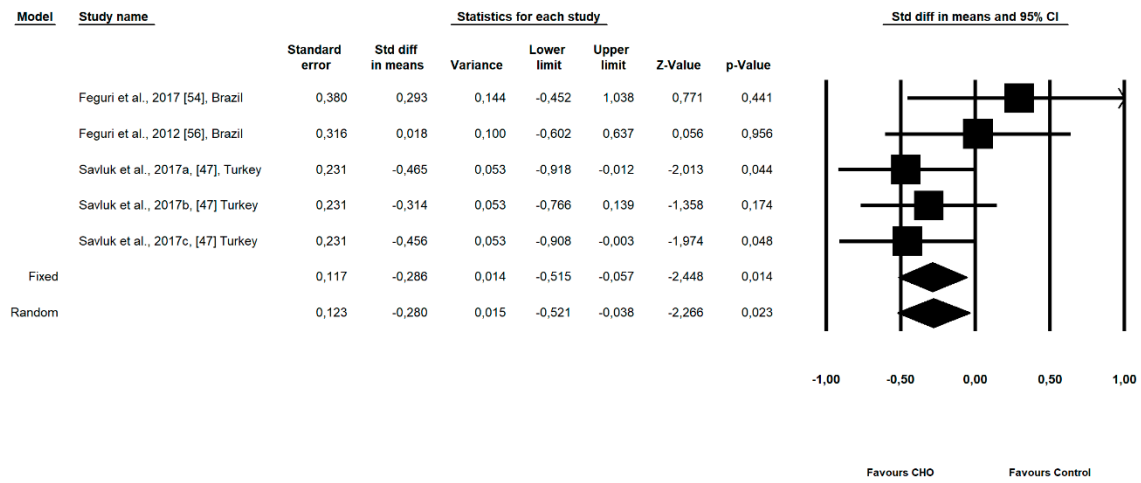 Model Study name Statistics for each study Std diff in means and 95% CI
Standard error Std diff in means Variance Lower limit Upper limit Z-Value p-Value
Feguri et al., 2017 [54], Brazil 0,380 0,293 0,144 -0,452 1,038 0,771 0,441
Feguri et al., 2012 [56], Brazil 0,316 0,018 0,100 -0,602 0,637 0,056 0,956
Savluk et al., 2017a, [47], Turkey 0,231 -0,465 0,053 -0,918 -0,012 -2,013 0,044
Savluk et al., 2017b, [47] Turkey 0,231 -0,314 0,053 -0,766 0,139 -1,358 0,174
Savluk et al., 2017c, [47] Turkey 0,231 -0,456 0,053 -0,908 -0,003 -1,974 0,048
Fixed 0,117 -0,286 0,014 -0,515 -0,057 -2,448 0,014
Random 0,123 -0,280 0,015 -0,521 -0,038 -2,266 0,023
-1,00 -0,50 0,00 0,50 1,00
Favours CHO Favours Control